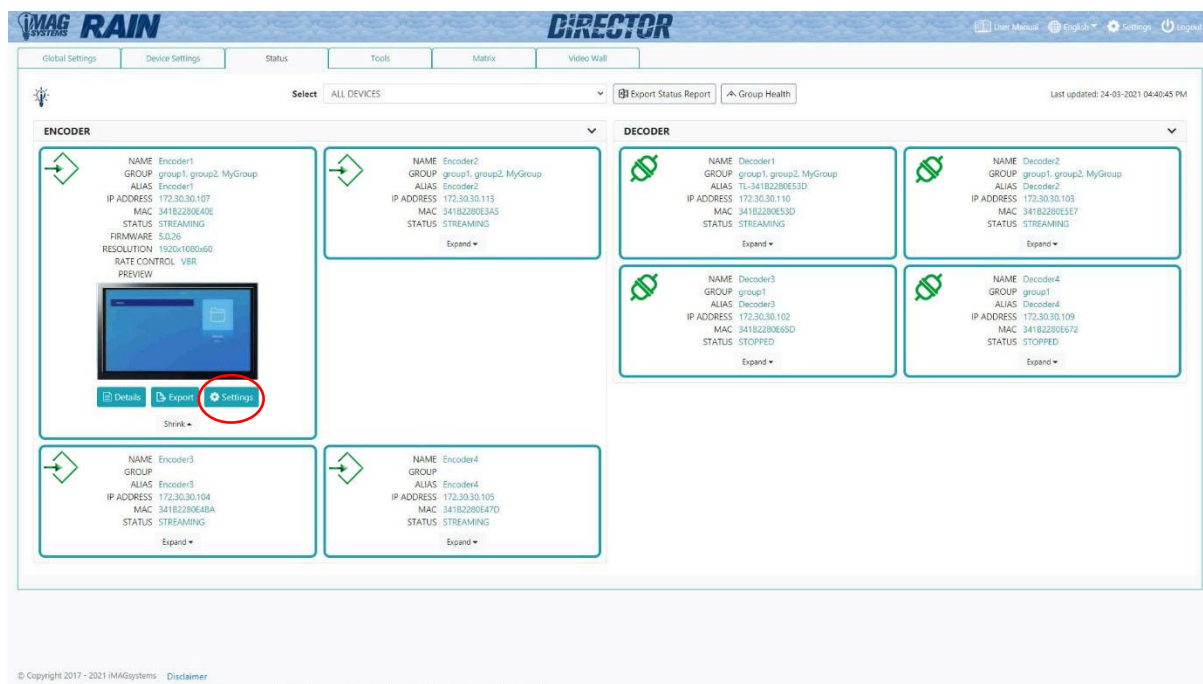 iMAG SYSTEMS RAIN
DiRECTOR
User Manual English Settings Logout
Global Settings Device Settings Status Tools Matrix Video Wall
Select ALL DEVICES Export Status Report Group Health Last updated: 24-03-2021 04:40:45 PM
ENCODER
NAME Encoder1
GROUP group1, group2, MyGroup
ALIAS Encoder1
IP ADDRESS 172.30.30.107
MAC 341B2280E40E
STATUS STREAMING
FIRMWARE 5.0.26
RESOLUTION 1920x1080x60
RATE CONTROL VBR
PREVIEW
Details Export Settings
Shrink
NAME Encoder2
GROUP group1, group2, MyGroup
ALIAS Encoder2
IP ADDRESS 172.30.30.113
MAC 341B2280E3A5
STATUS STREAMING
Expand
NAME Encoder3
GROUP
ALIAS Encoder3
IP ADDRESS 172.30.30.104
MAC 341B2280E4BA
STATUS STREAMING
Expand
NAME Encoder4
GROUP
ALIAS Encoder4
IP ADDRESS 172.30.30.105
MAC 341B2280E47D
STATUS STREAMING
Expand
DECODER
NAME Decoder1
GROUP group1, group2, MyGroup
ALIAS TL-341B2280E53D
IP ADDRESS 172.30.30.110
MAC 341B2280E53D
STATUS STREAMING
Expand
NAME Decoder2
GROUP group1, group2, MyGroup
ALIAS Decoder2
IP ADDRESS 172.30.30.103
MAC 341B2280E5E7
STATUS STREAMING
Expand
NAME Decoder3
GROUP group1
ALIAS Decoder3
IP ADDRESS 172.30.30.102
MAC 341B2280E65D
STATUS STOPPED
Expand
NAME Decoder4
GROUP group1
ALIAS Decoder4
IP ADDRESS 172.30.30.109
MAC 341B2280E672
STATUS STOPPED
Expand
© Copyright 2017 - 2021 iMAGsystems Disclaimer